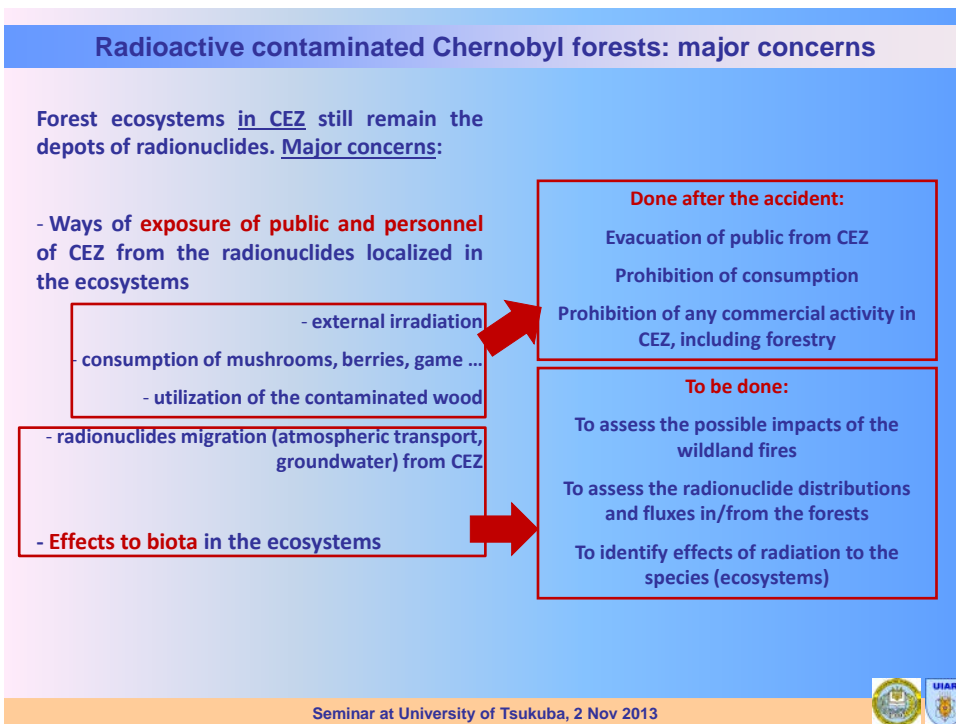 Radioactive contaminated Chernobyl forests: major concerns
Forest ecosystems in CEZ still remain the
depots of radionuclides. Major concerns:
- Ways of exposure of public and personnel
of CEZ from the radionuclides localized in
the ecosystems
- external irradiation
- consumption of mushrooms, berries, game ...
- utilization of the contaminated wood
- radionuclides migration (atmospheric transport,
groundwater) from CEZ
- Effects to biota in the ecosystems
Done after the accident:
Evacuation of public from CEZ
Prohibition of consumption
Prohibition of any commercial activity in
CEZ, including forestry
To be done:
To assess the possible impacts of the
wildland fires
To assess the radionuclide distributions
and fluxes in/from the forests
To identify effects of radiation to the
species (ecosystems)
Seminar at University of Tsukuba, 2 Nov 2013
UIAR